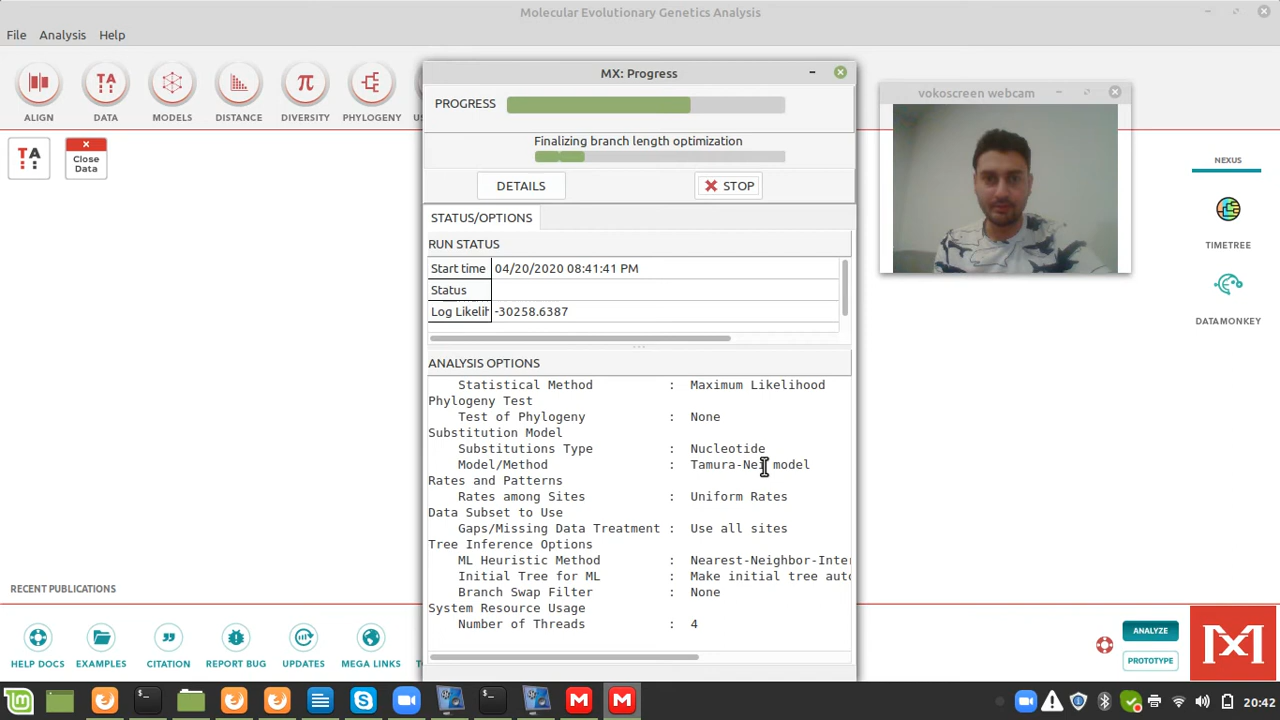 Molecular Evolutionary Genetics Analysis
File Analysis Help
ALIGN DATA MODELS DISTANCE DIVERSITY PHYLOGENY
MX: Progress
PROGRESS
Finalizing branch length optimization
DETAILS
STOP
STATUS/OPTIONS
RUN STATUS
Start time 04/20/2020 08:41:41 PM
Status
Log Likelih -30258.6387
ANALYSIS OPTIONS
Statistical Method : Maximum Likelihood
Phylogeny Test
Test of Phylogeny : None
Substitution Model
Substitutions Type : Nucleotide
Model/Method : Tamura-Nei model
Rates and Patterns
Rates among Sites : Uniform Rates
Data Subset to Use
Gaps/Missing Data Treatment : Use all sites
Tree Inference Options
ML Heuristic Method : Nearest-Neighbor-Inter
Initial Tree for ML : Make initial tree auto
Branch Swap Filter : None
System Resource Usage
Number of Threads : 4
vokoscreen webcam
TA
Close
Data
NEXUS
TIMETREE
DATAMONKEY
RECENT PUBLICATIONS
HELP DOCS EXAMPLES CITATION REPORT BUG UPDATES MEGA LINKS
ANALYZE
PROTOTYPE
20:42